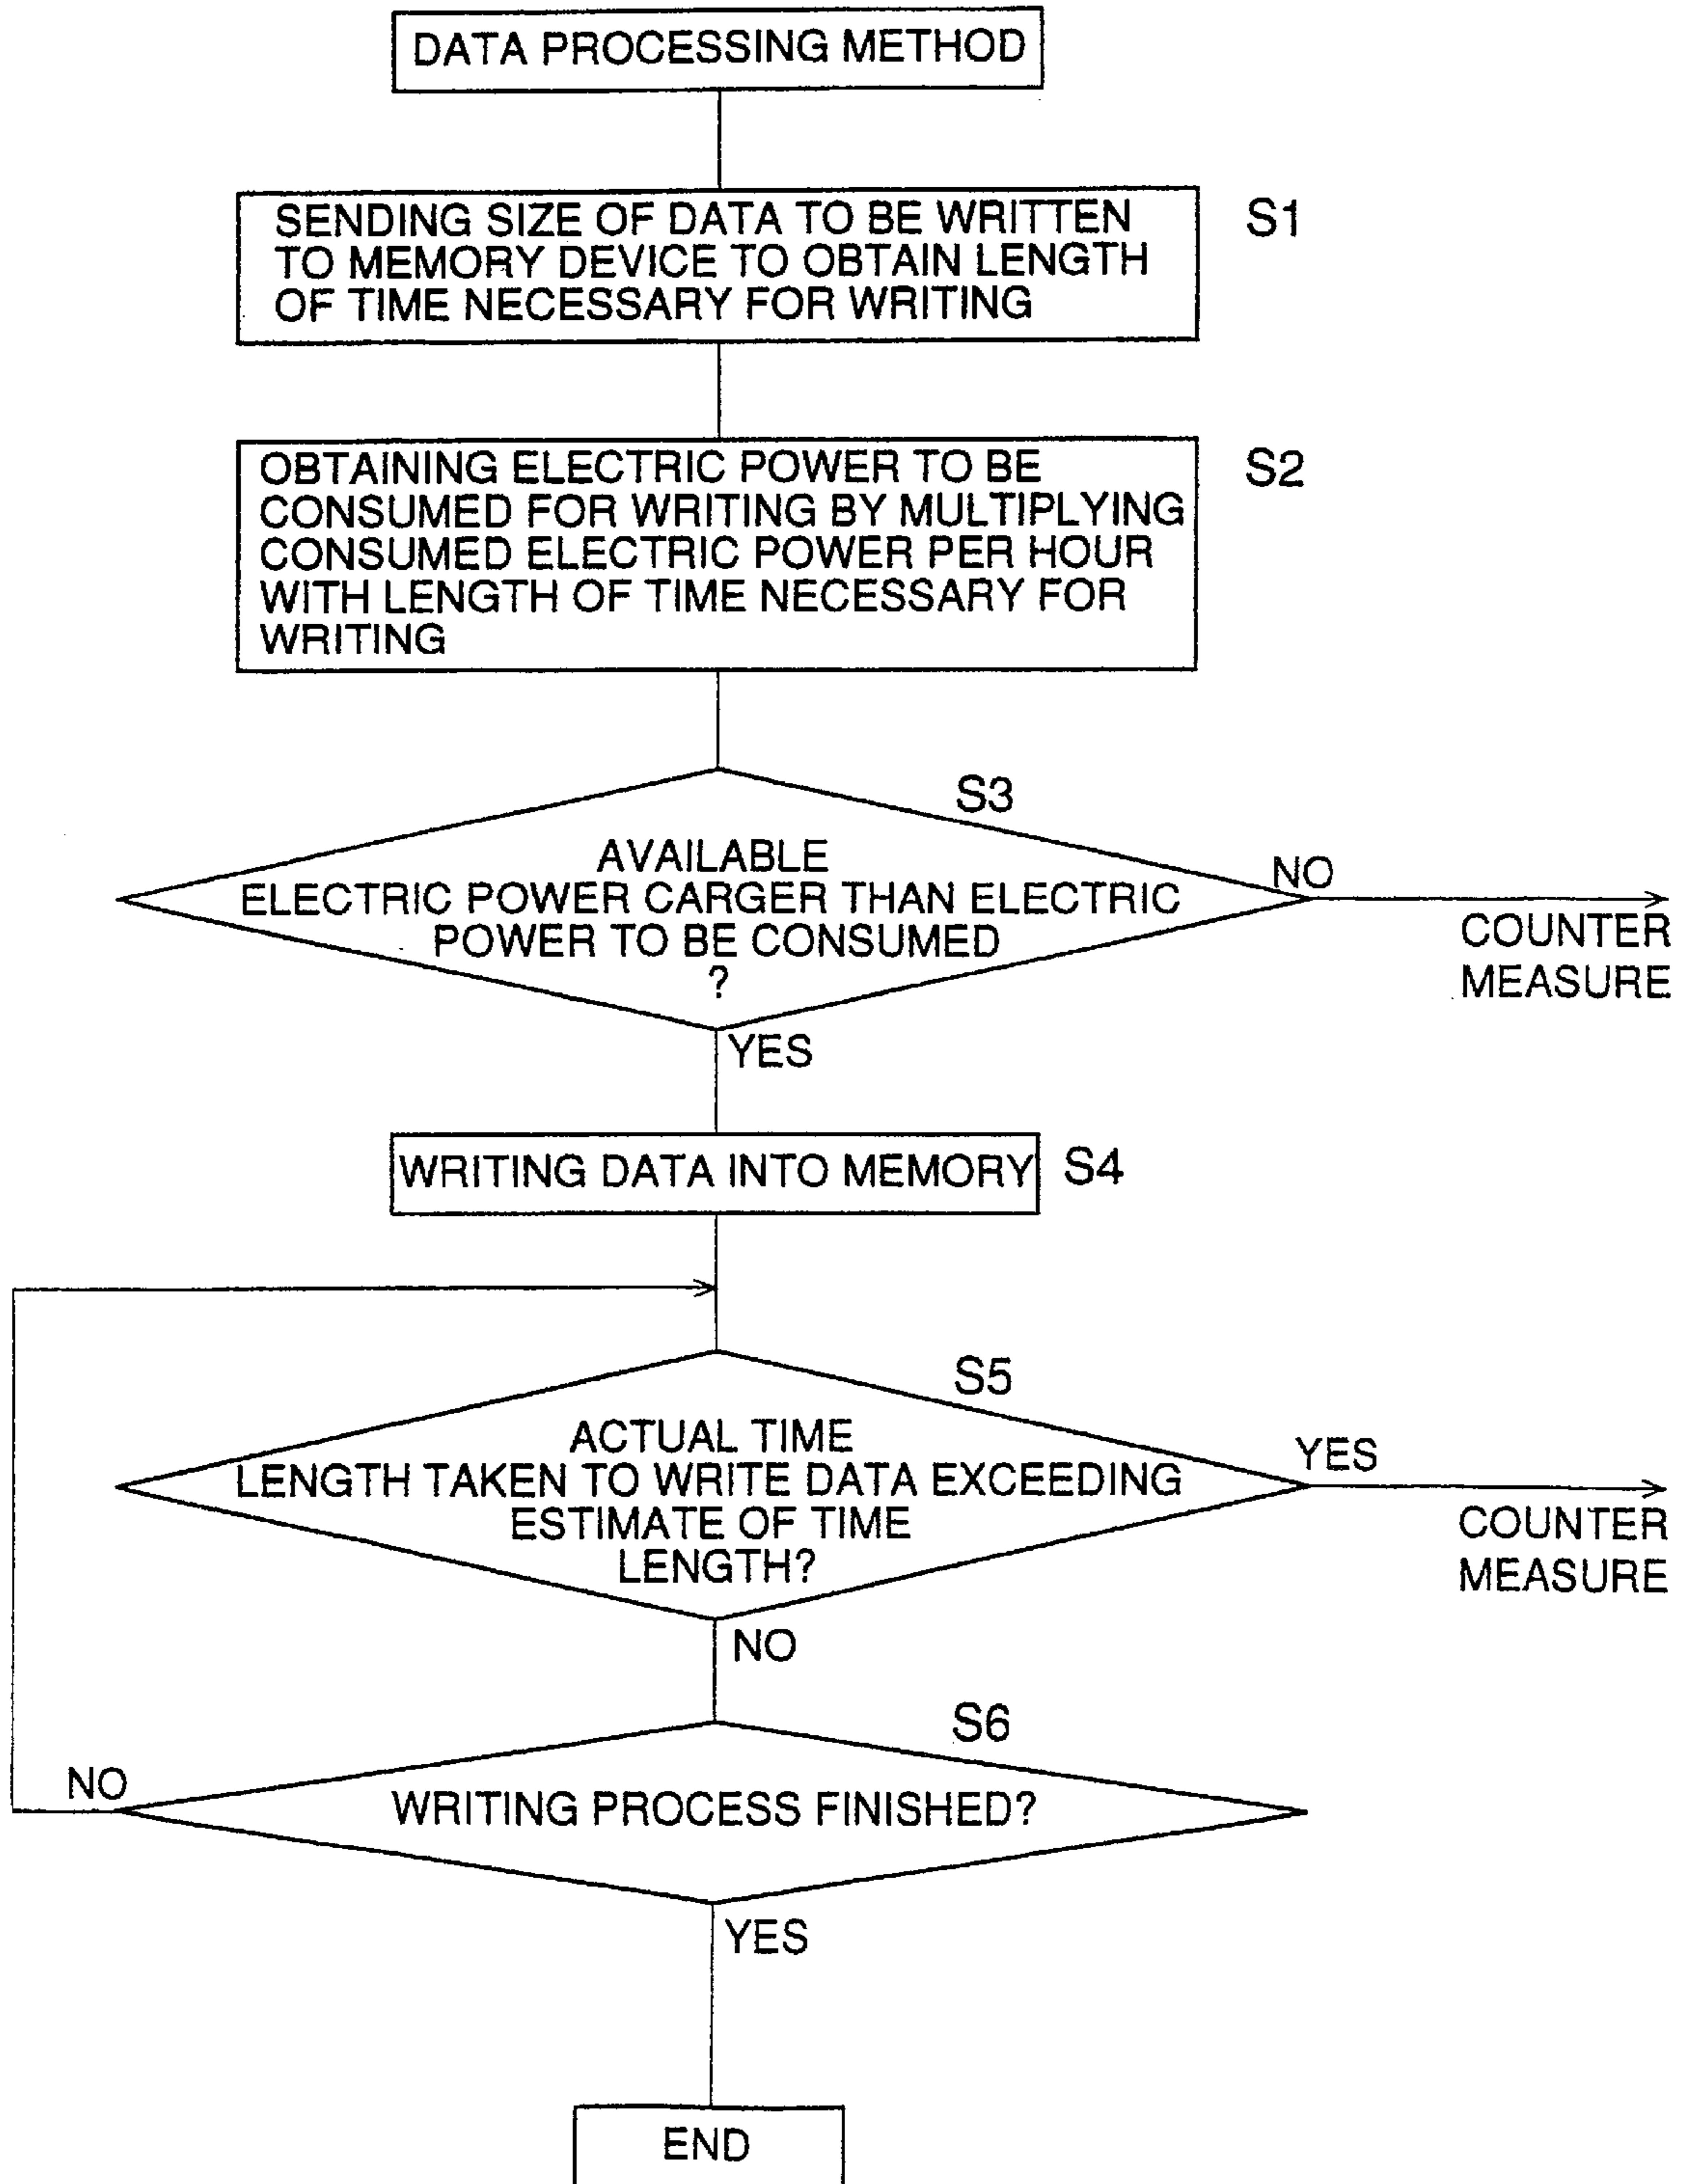 DATA PROCESSING METHOD
SENDING SIZE OF DATA TO BE WRITTEN
TO MEMORY DEVICE TO OBTAIN LENGTH
OF TIME NECESSARY FOR WRITING
S1
OBTAINING ELECTRIC POWER TO BE
CONSUMED FOR WRITING BY MULTIPLYING
CONSUMED ELECTRIC POWER PER HOUR
WITH LENGTH OF TIME NECESSARY FOR
WRITING
S2
S3
AVAILABLE
ELECTRIC POWER CARGER THAN ELECTRIC
POWER TO BE CONSUMED
?
NO
COUNTER
MEASURE
YES
WRITING DATA INTO MEMORY
S4
S5
ACTUAL TIME
LENGTH TAKEN TO WRITE DATA EXCEEDING
ESTIMATE OF TIME
LENGTH?
YES
COUNTER
MEASURE
NO
S6
NO
WRITING PROCESS FINISHED?
YES
END